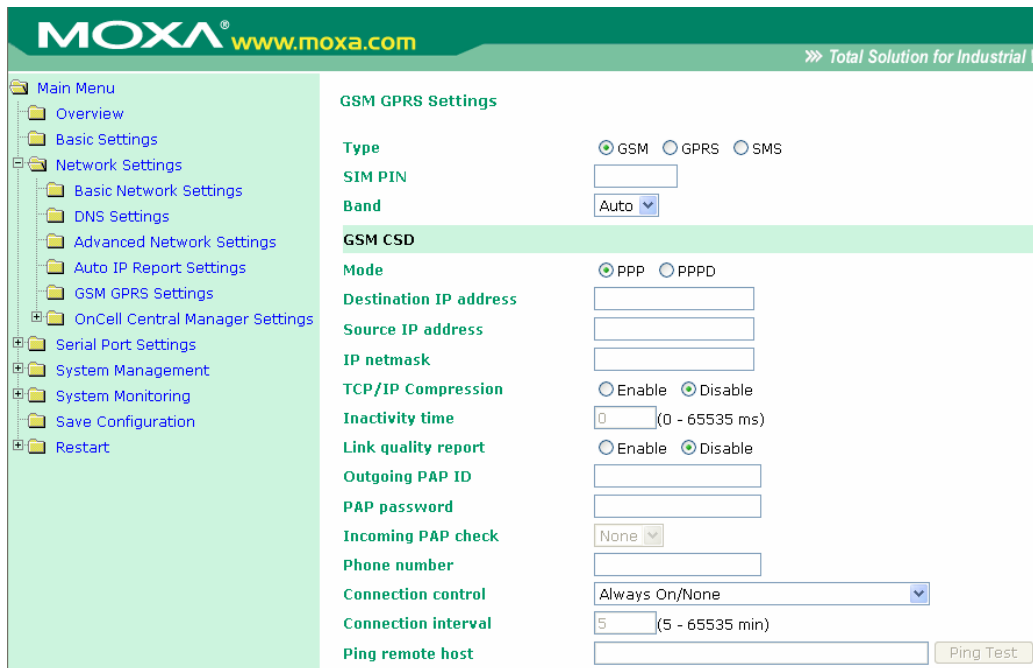 MOXA® www.moxa.com
Total Solution for Industrial
Main Menu
Overview
Basic Settings
Network Settings
Basic Network Settings
DNS Settings
Advanced Network Settings
Auto IP Report Settings
GSM GPRS Settings
OnCell Central Manager Settings
Serial Port Settings
System Management
System Monitoring
Save Configuration
Restart
GSM GPRS Settings
Type GSM GPRS SMS
SIM PIN
Band Auto
GSM CSD
Mode PPP PPPD
Destination IP address
Source IP address
IP netmask
TCP/IP Compression Enable Disable
Inactivity time 0 (0 - 65535 ms)
Link quality report Enable Disable
Outgoing PAP ID
PAP password
Incoming PAP check None
Phone number
Connection control Always On/None
Connection interval 5 (5 - 65535 min)
Ping remote host Ping Test